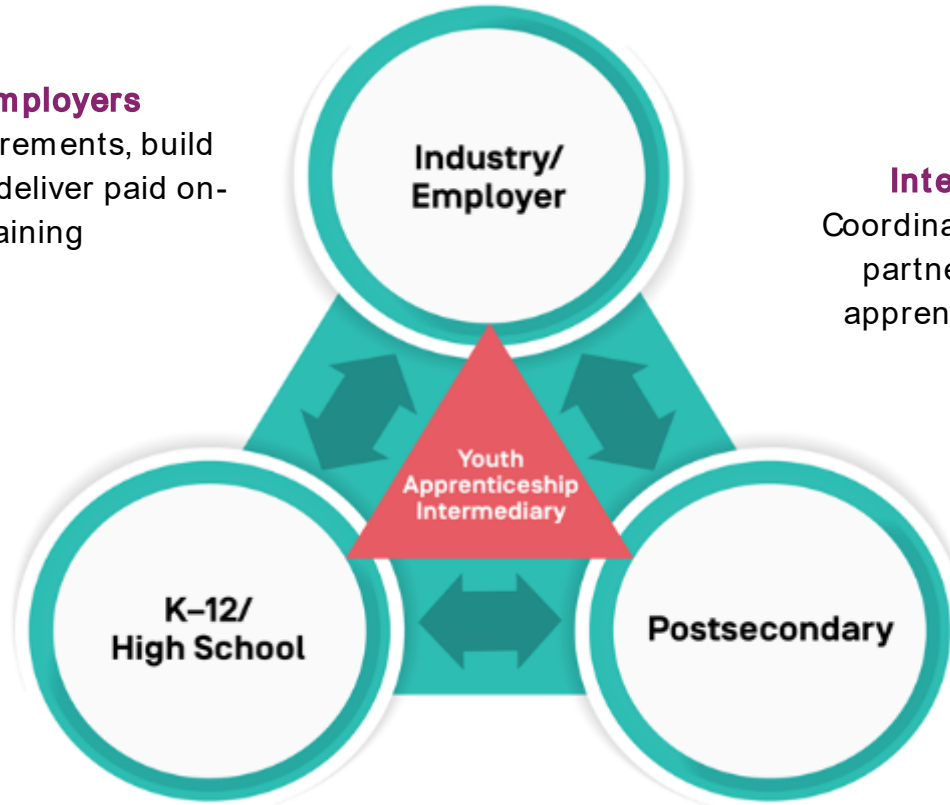 mployers
rements, build
deliver paid on-
aining
Industry/
Employer
Inte
Coordina
partne
appren
Youth
Apprenticeship
Intermediary
K–12/
High School
Postsecondary